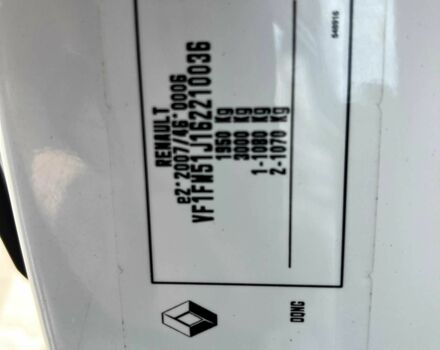 RENAULT
e2*2007/46*0006
VF1FW51J162210036
1950 Kg
3000 Kg
1-1080 Kg
2-1070 Kg
DONG